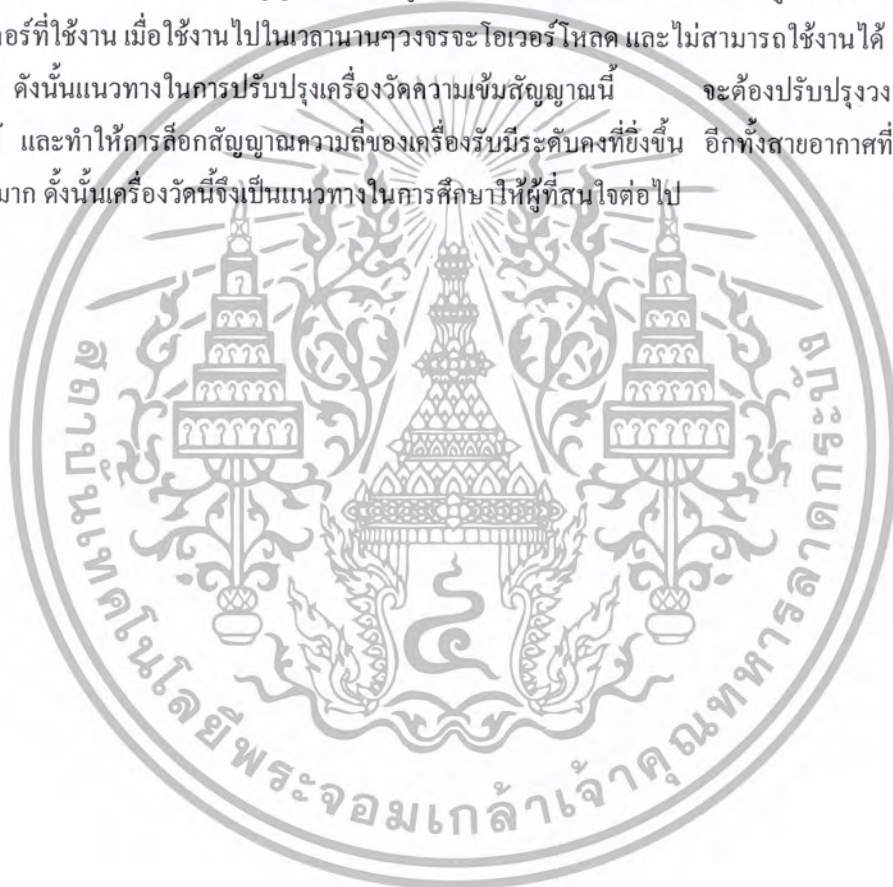 อร์ที่ใช้งาน เมื่อใช้งานไปในเวลานานๆวงจรจะโอเวอร์โหลด และไม่สามารถใช้งานได้
ดังนั้นแนวทางในการปรับปรุงเครื่องวัดความเข้มสัญญาณนี้ จะต้องปรับปรุงวง
และทำให้การล็อกสัญญาณความถี่ของเครื่องรับมีระดับคงที่ยิ่งขึ้น อีกทั้งสายอากาศที่
มาก ดังนั้นเครื่องวัดนี้จึงเป็นแนวทางในการศึกษาให้ผู้ที่สนใจต่อไป
สถาบันเทคโนโลยีพระจอมเกล้าเจ้าคุณทหารลาดกระบัง
๔